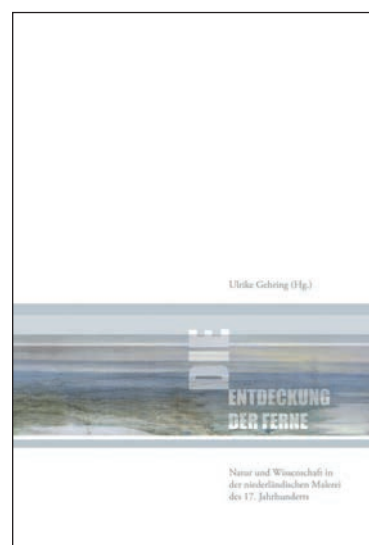 Ulrike Gehring (Hg.)
DIE
ENTDECKUNG
DER FERNE
Natur und Wissenschaft in
der niederländischen Malerei
des 17. Jahrhunderts